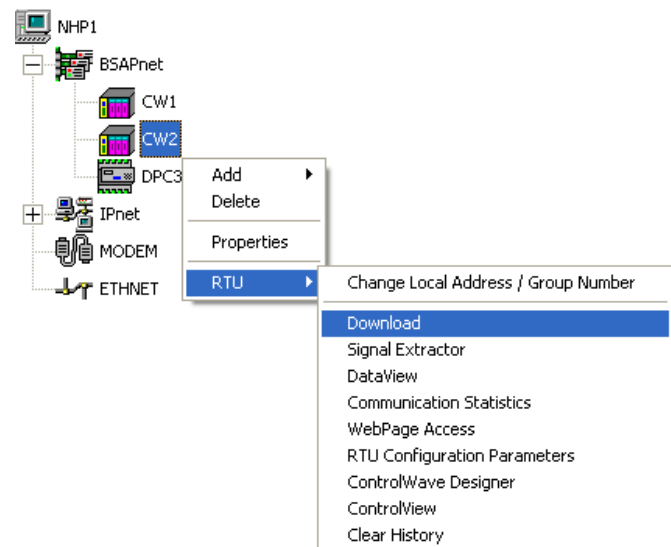 NHP1
BSAPnet
CW1
CW2
DPC3
IPnet
MODEM
ETHNET
Add
Delete
Properties
RTU
Change Local Address / Group Number
Download
Signal Extractor
DataView
Communication Statistics
WebPage Access
RTU Configuration Parameters
ControlWave Designer
ControlView
Clear History